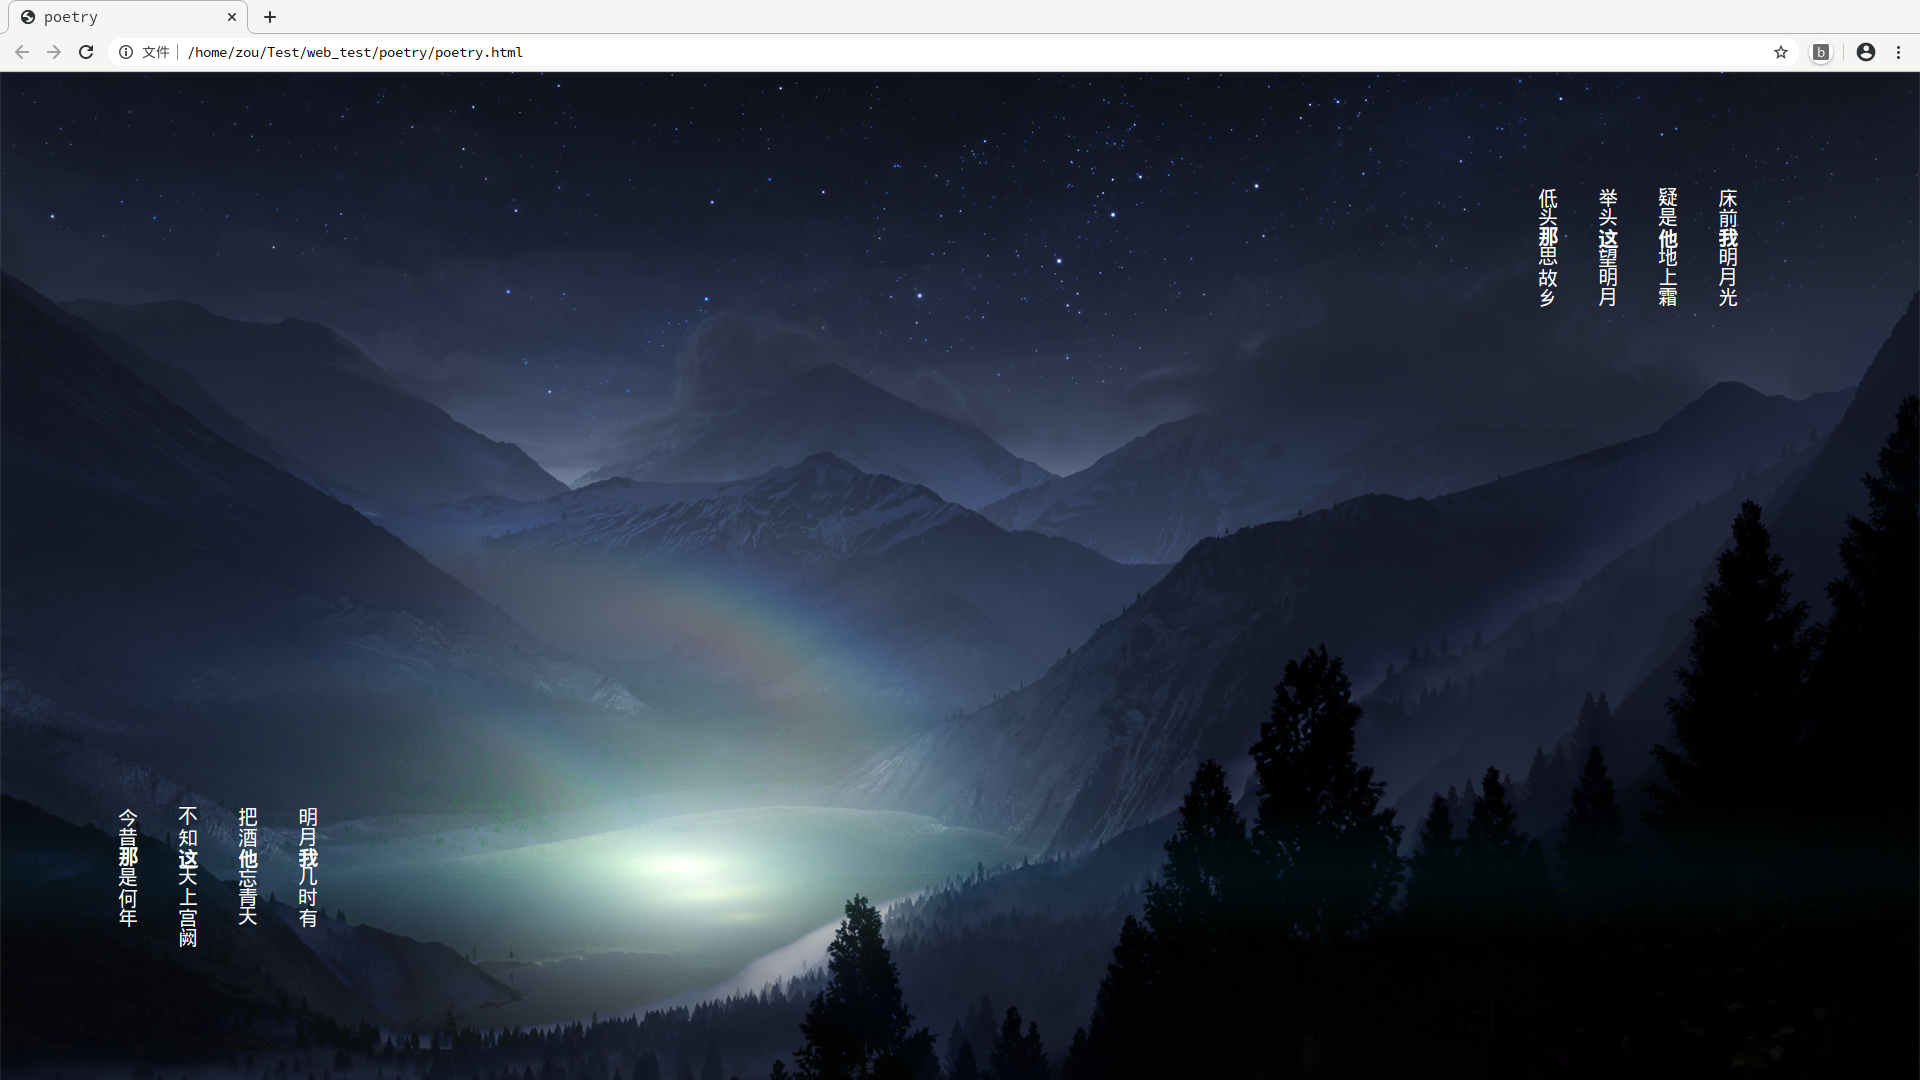 poetry
文件
/home/zou/Test/web_test/poetry/poetry.html
b
床前我明月光
疑是他地上霜
举头这望明月
低头那思故乡
明月我几时有
把酒他忘青天
不知这天上宫阙
今昔那是何年